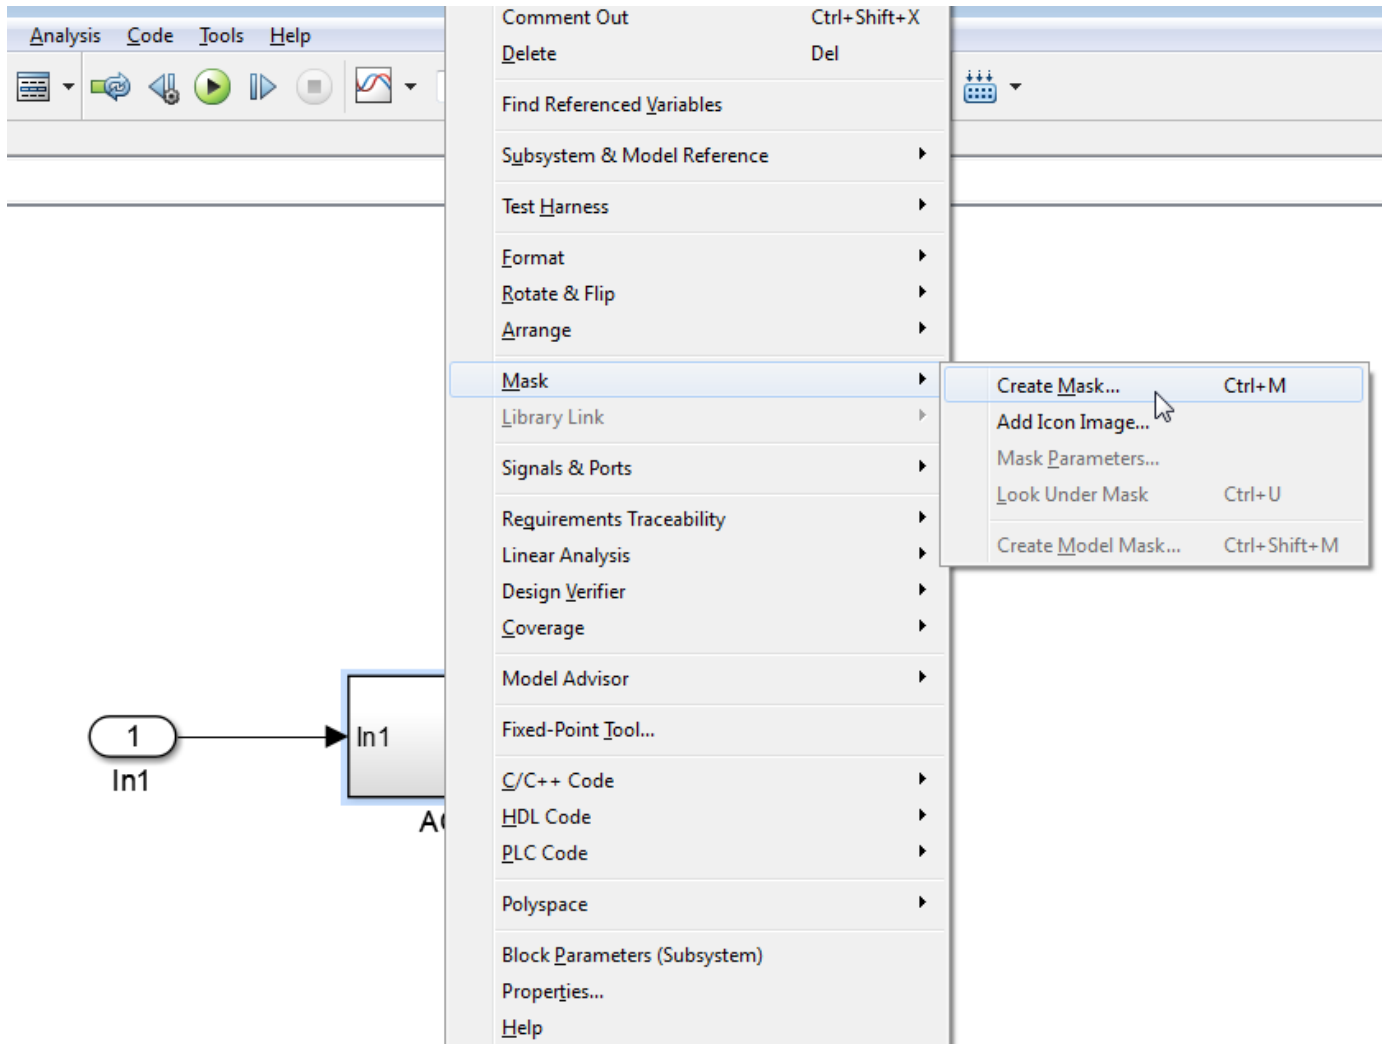 Analysis Code Tools Help
Comment Out Ctrl+Shift+X
Delete Del
Find Referenced Variables
Subsystem & Model Reference
Test Harness
Format
Rotate & Flip
Arrange
Mask
Library Link
Signals & Ports
Requirements Traceability
Linear Analysis
Design Verifier
Coverage
Model Advisor
Fixed-Point Tool...
C/C++ Code
HDL Code
PLC Code
Polyspace
Block Parameters (Subsystem)
Properties...
Help
Create Mask... Ctrl+M
Add Icon Image...
Mask Parameters...
Look Under Mask Ctrl+U
Create Model Mask... Ctrl+Shift+M
1
In1
In1